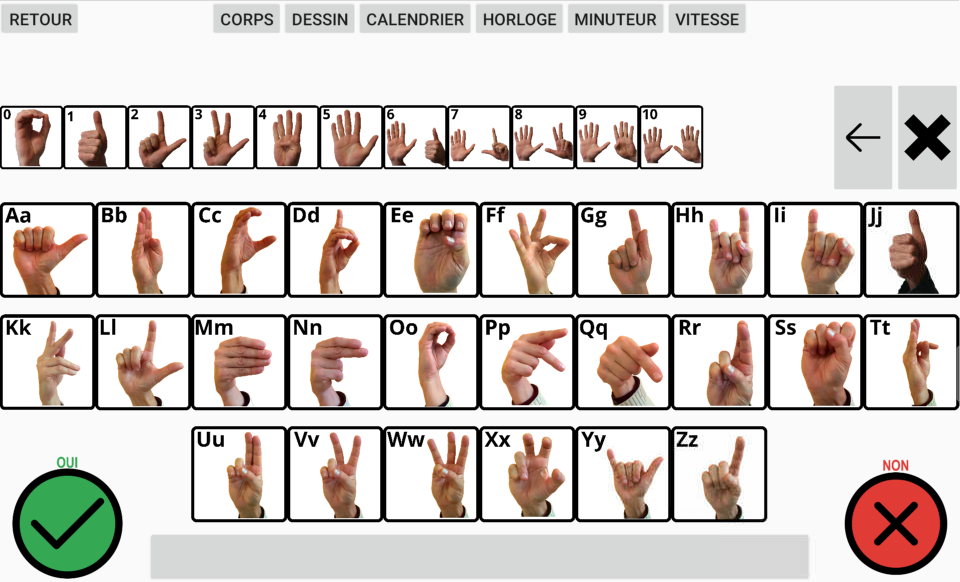 RETOUR CORPS DESSIN CALENDRIER HORLOGE MINUTEUR VITESSE
0 1 2 3 4 5 6 7 8 9 10
Aa Bb Cc Dd Ee Ff Gg Hh Ii Jj
Kk Ll Mm Nn Oo Pp Qq Rr Ss Tt
Uu Vv Ww Xx Yy Zz
OUI NON